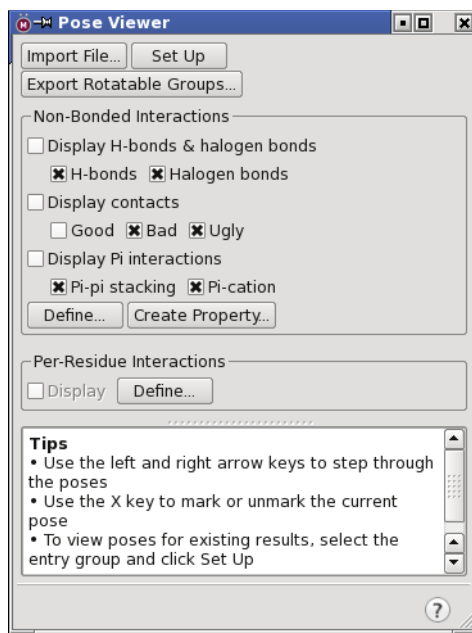 Pose Viewer
Import File... Set Up
Export Rotatable Groups...
Non-Bonded Interactions
Display H-bonds & halogen bonds
H-bonds Halogen bonds
Display contacts
Good Bad Ugly
Display Pi interactions
Pi-pi stacking Pi-cation
Define... Create Property...
Per-Residue Interactions
Display Define...
Tips
• Use the left and right arrow keys to step through
the poses
• Use the X key to mark or unmark the current
pose
• To view poses for existing results, select the
entry group and click Set Up
?